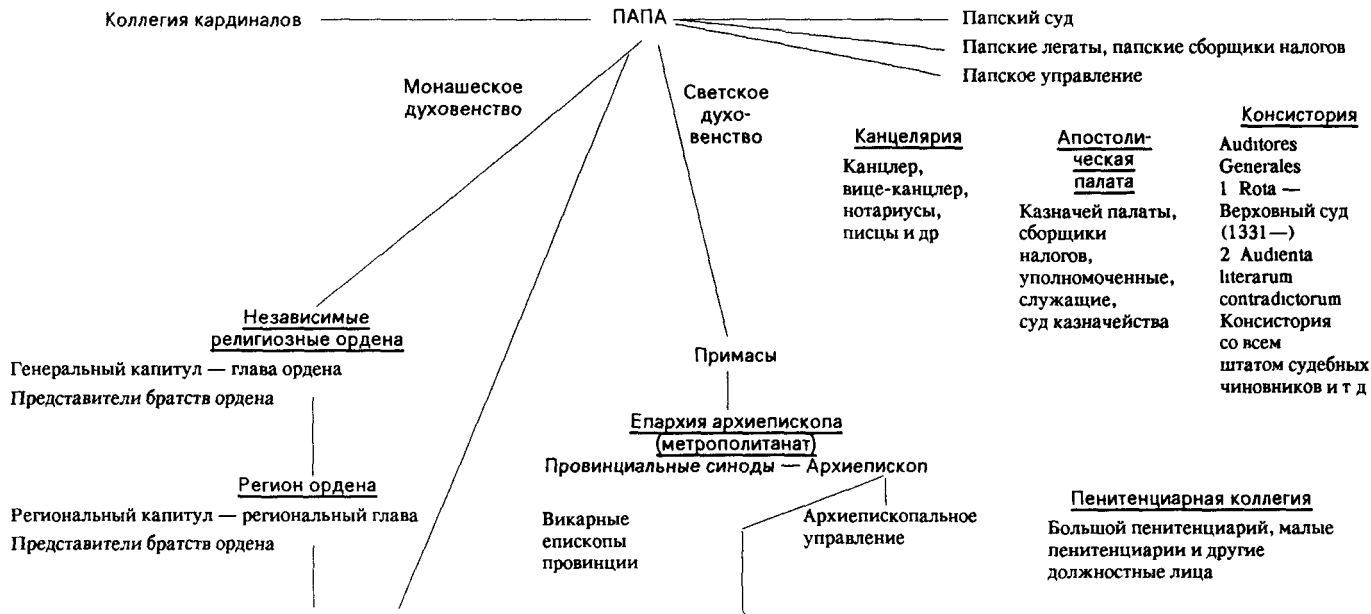 Коллегия кардиналов
ПАПА
Папский суд
Папские легаты, папские сборщики налогов
Папское управление
Монашеское
духовенство
Светское
духо-
венство
Канцелярия
Канцлер,
вице-канцлер,
нотариусы,
писцы и др
Апостоли-
ческая
палата
Казначей палаты,
сборщики
налогов,
уполномоченные,
служащие,
суд казначейства
Консистория
Auditores
Generales
1 Rota —
Верховный суд
(1331—)
2 Audienta
literarum
contradictorum
Консистория
со всем
штатом судебных
чиновников и т д
Независимые
религиозные ордена
Генеральный капитул — глава ордена
Представители братств ордена
Примасы
Епархия архиепископа
(метрополитанат)
Провинциальные синоды — Архиепископ
Регион ордена
Региональный капитул — региональный глава
Представители братств ордена
Викарные
епископы
провинции
Архиепископальное
управление
Пенитенциарная коллегия
Большой пенитенциарий, малые
пенитенциарии и другие
должностные лица